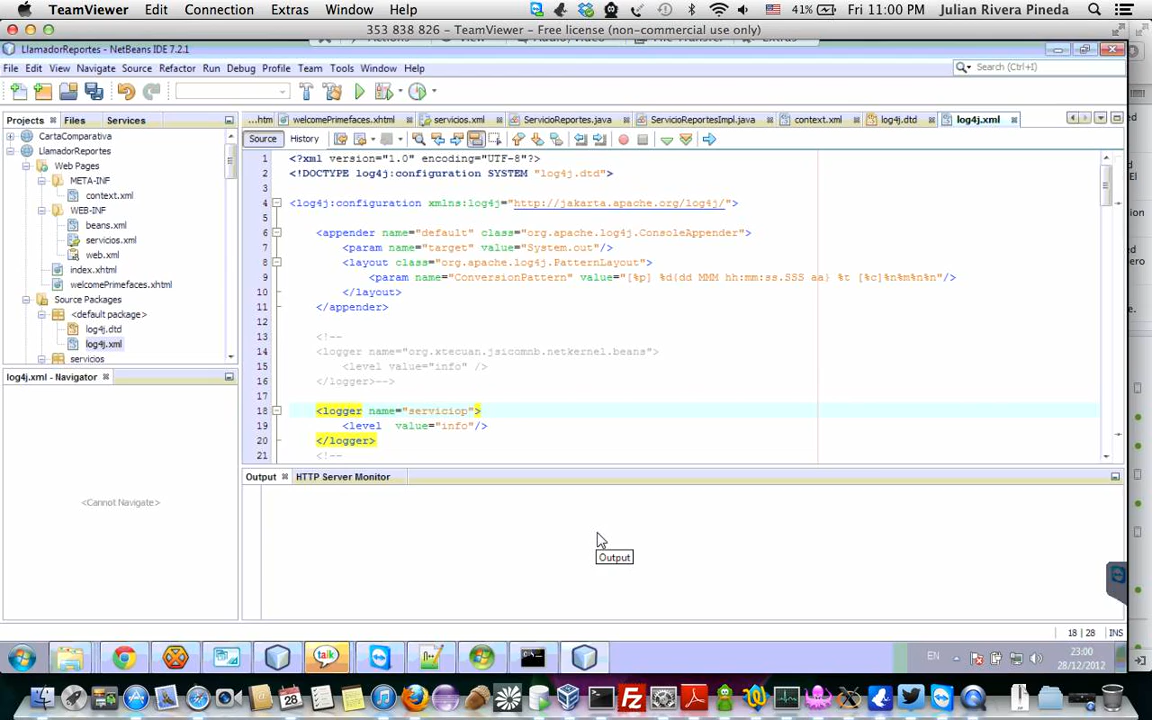 TeamViewer Connection Extras Window Help 41% Fri 11:00 PM Julian Rivera Pineda
353 838 826 - TeamViewer - Free license (non-commercial use only)
LlamadorReportes - NetBeans IDE 7.2.1
File Edit View Navigate Source Refactor Run Debug Profile Team Tools Window Help
Search (Ctrl+I)
Projects Files Services
...htm welcomePrimefaces.xhtml servicios.xml ServicioReportes.java ServicioReportesImpl.java context.xml log4j.dtd log4j.xml
Source History
CartaComparativa
LlamadorReportes
Web Pages
META-INF
context.xml
WEB-INF
beans.xml
servicios.xml
web.xml
index.xhtml
welcomePrimefaces.xhtml
Source Packages
<default package>
log4j.dtd
log4j.xml
servicios
1 <?xml version="1.0" encoding="UTF-8"?>
2 <!DOCTYPE log4j:configuration SYSTEM "log4j.dtd">
3
4 <log4j:configuration xmlns:log4j="http://jakarta.apache.org/log4j/">
5
6 <appender name="default" class="org.apache.log4j.ConsoleAppender">
7 <param name="target" value="System.out"/>
8 <layout class="org.apache.log4j.PatternLayout">
9 <param name="ConversionPattern" value="[%p] %d{dd MMM hh:mm:ss.SSS aa} %t [%c]%n%m%n%n"/>
10 </layout>
11 </appender>
12
13 <!--
14 <logger name="org.xtecuan.jsicomnb.netkernel.beans">
15 <level value="info" />
16 </logger>-->
17
18 <logger name="serviciop">
19 <level value="info"/>
20 </logger>
21 <!--
log4j.xml - Navigator
<Cannot Navigate>
Output HTTP Server Monitor
Output
18 | 28 INS
talk
EN
23:00
28/12/2012
28